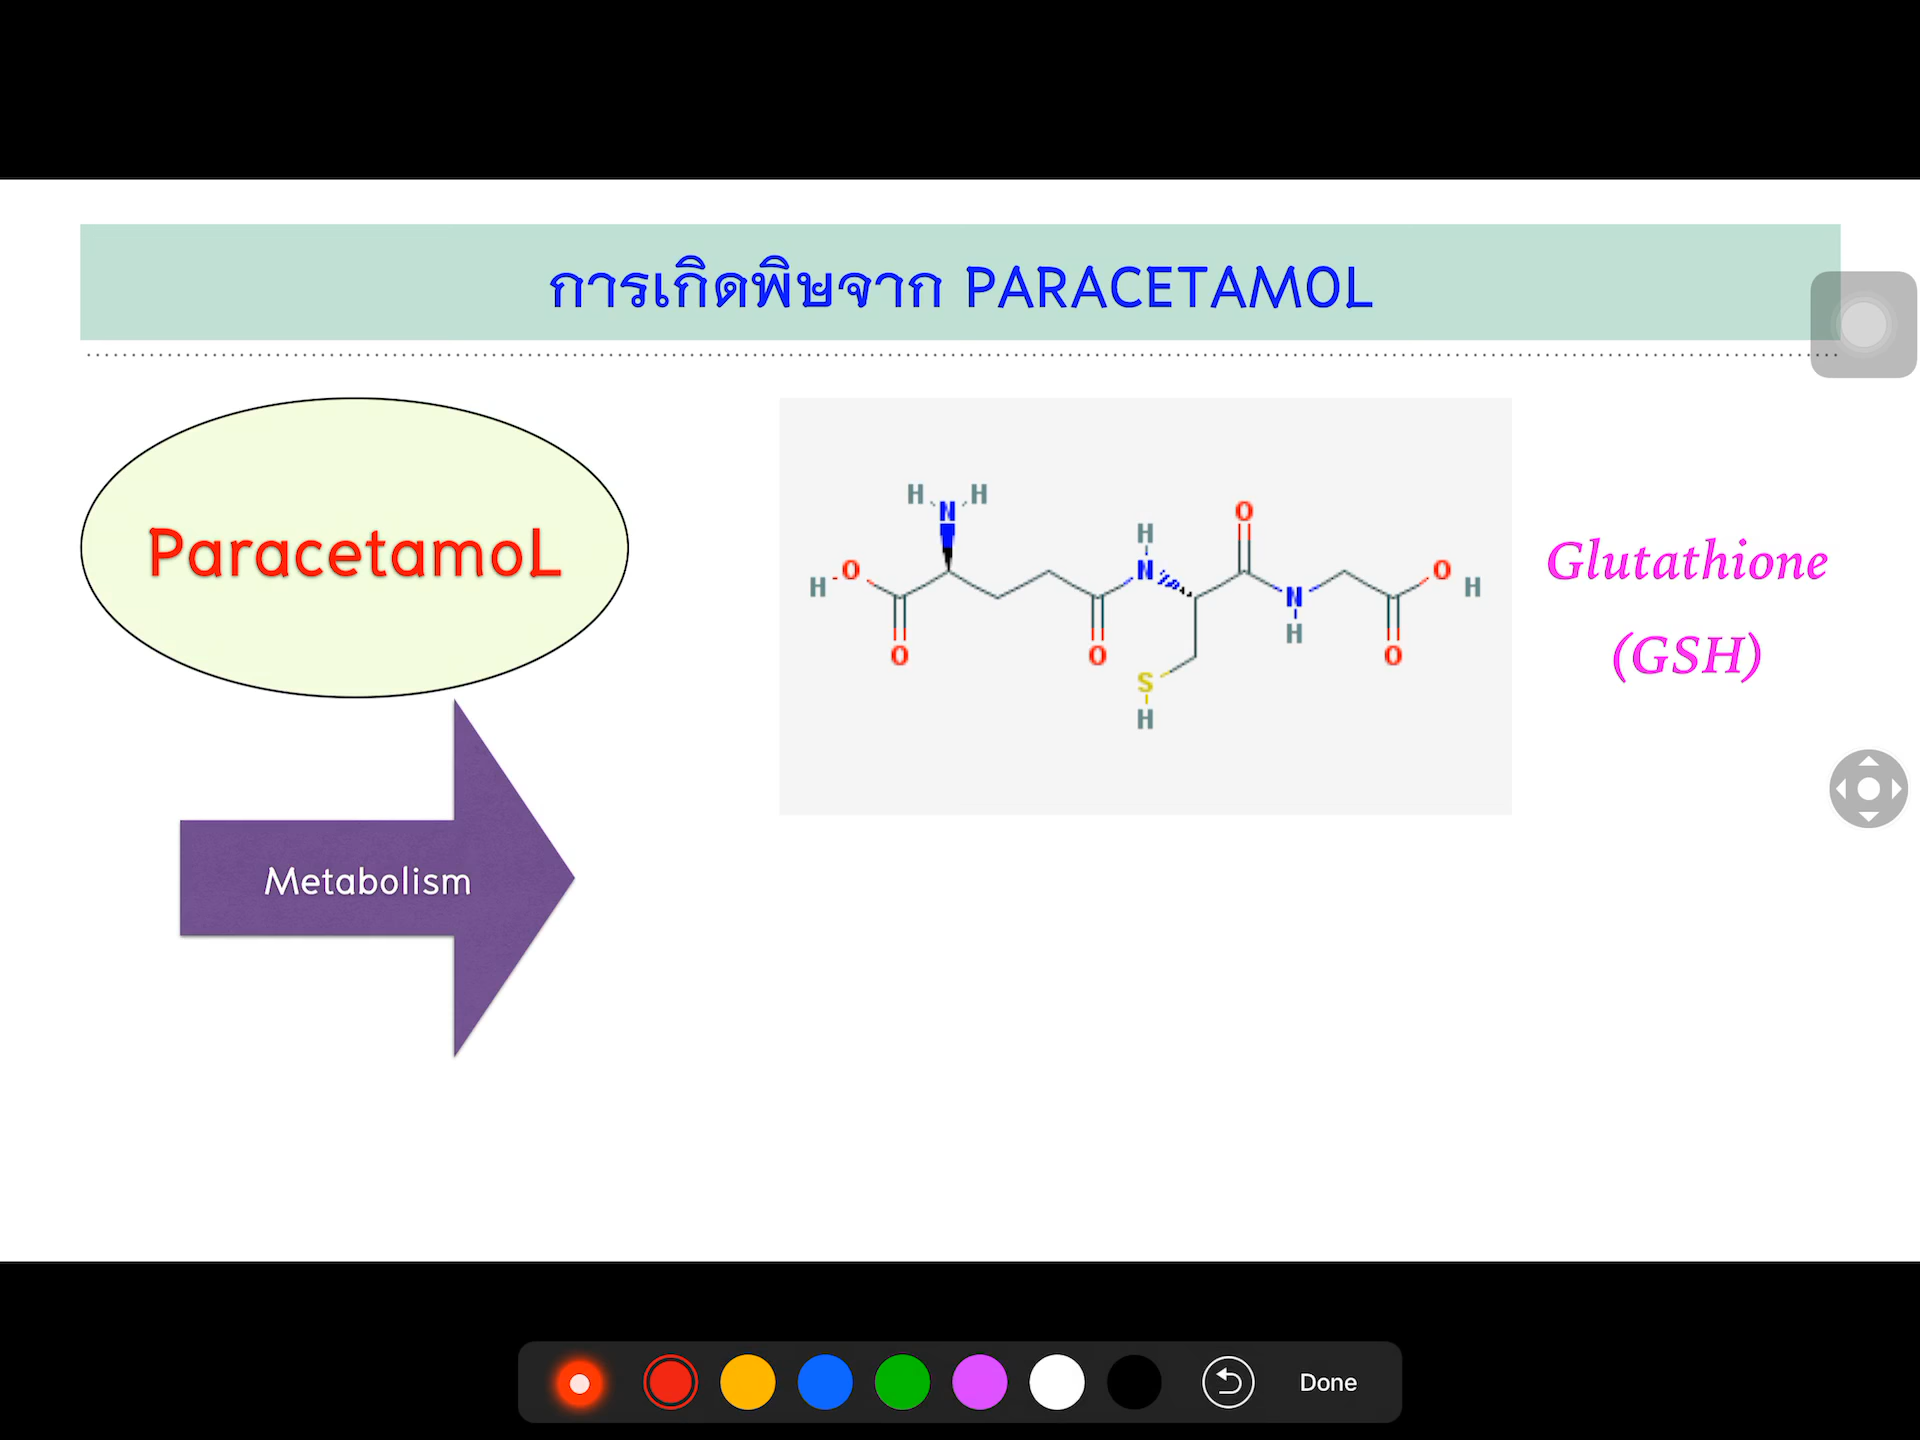 การเกิดพิษจาก PARACETAMOL
ParacetamoL
H H
N
H
N
O
H O
O H
N
H
O
O
O
S
H
Glutathione
(GSH)
Metabolism
Done